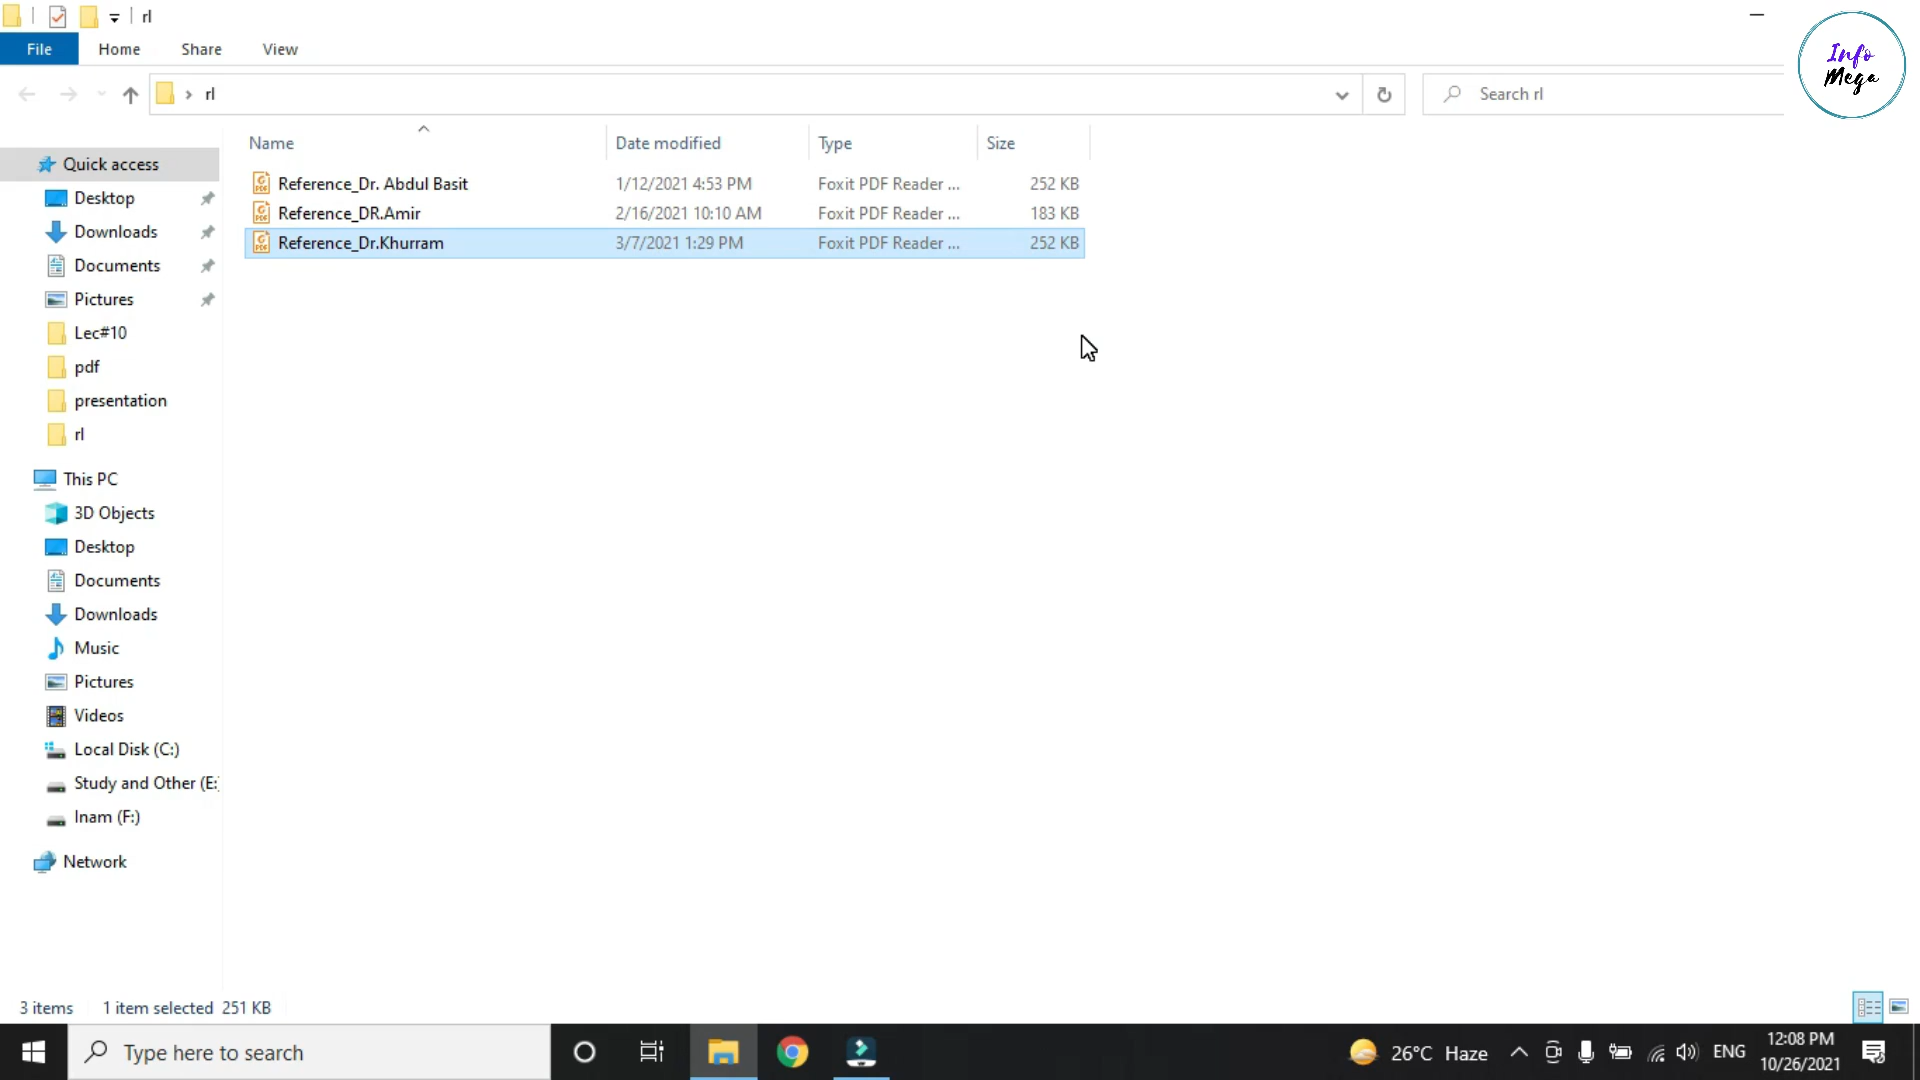 rl
Info
Mega
File Home Share View
rl
Search rl
Name Date modified Type Size
Quick access
Reference_Dr. Abdul Basit 1/12/2021 4:53 PM Foxit PDF Reader ... 252 KB
Desktop
Reference_DR.Amir 2/16/2021 10:10 AM Foxit PDF Reader ... 183 KB
Downloads
Reference_Dr.Khurram 3/7/2021 1:29 PM Foxit PDF Reader ... 252 KB
Documents
Pictures
Lec#10
pdf
presentation
rl
This PC
3D Objects
Desktop
Documents
Downloads
Music
Pictures
Videos
Local Disk (C:)
Study and Other (E:
Inam (F:)
Network
3 items 1 item selected 251 KB
Type here to search
26°C Haze ENG 12:08 PM
10/26/2021